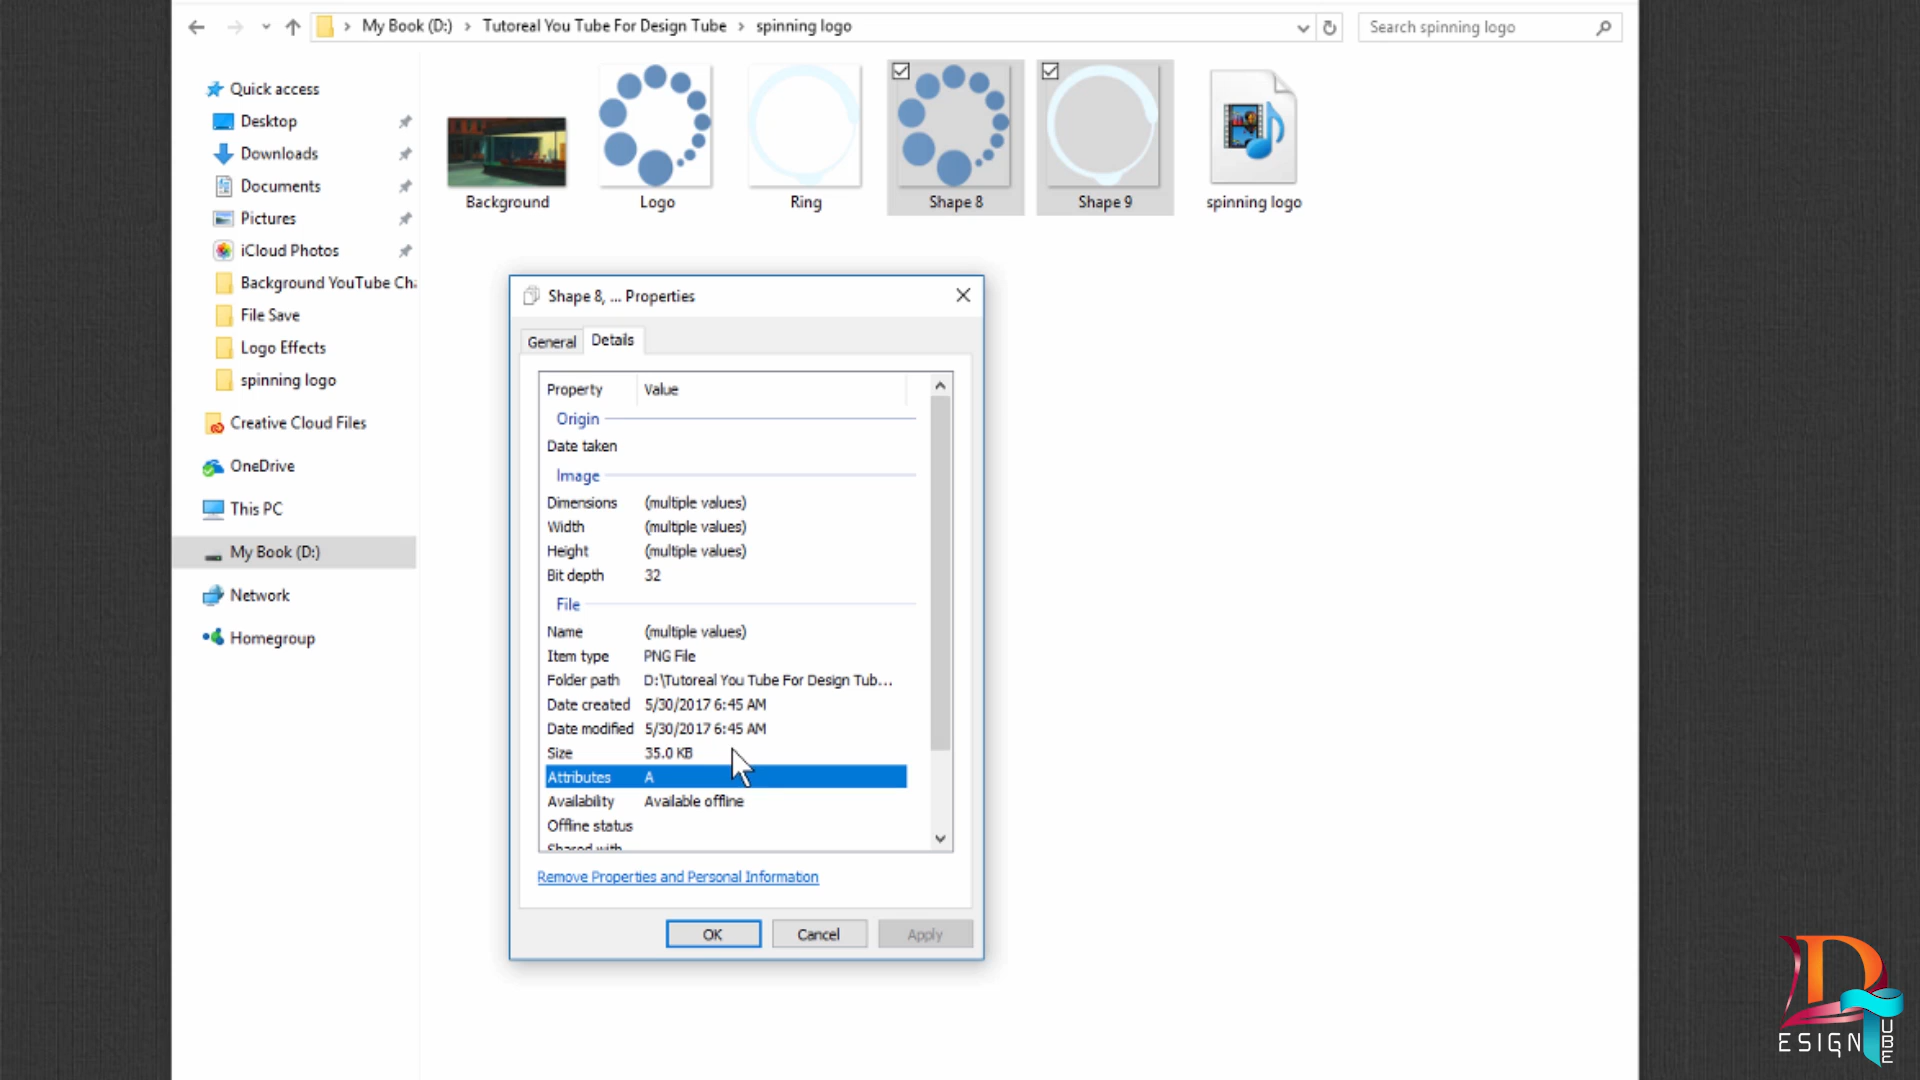 My Book (D:) › Tutoreal You Tube For Design Tube › spinning logo
Search spinning logo
Quick access
Desktop
Downloads
Documents
Pictures
iCloud Photos
Background YouTube Cha
File Save
Logo Effects
spinning logo
Creative Cloud Files
OneDrive
This PC
My Book (D:)
Network
Homegroup
Background
Logo
Ring
Shape 8
Shape 9
spinning logo
Shape 8, ... Properties
General
Details
Property Value
Origin
Date taken
Image
Dimensions (multiple values)
Width (multiple values)
Height (multiple values)
Bit depth 32
File
Name (multiple values)
Item type PNG File
Folder path D:\Tutoreal You Tube For Design Tub...
Date created 5/30/2017 6:45 AM
Date modified 5/30/2017 6:45 AM
Size 35.0 KB
Attributes A
Availability Available offline
Offline status
Shared with
Remove Properties and Personal Information
OK
Cancel
Apply
D
ESIGN
UBE